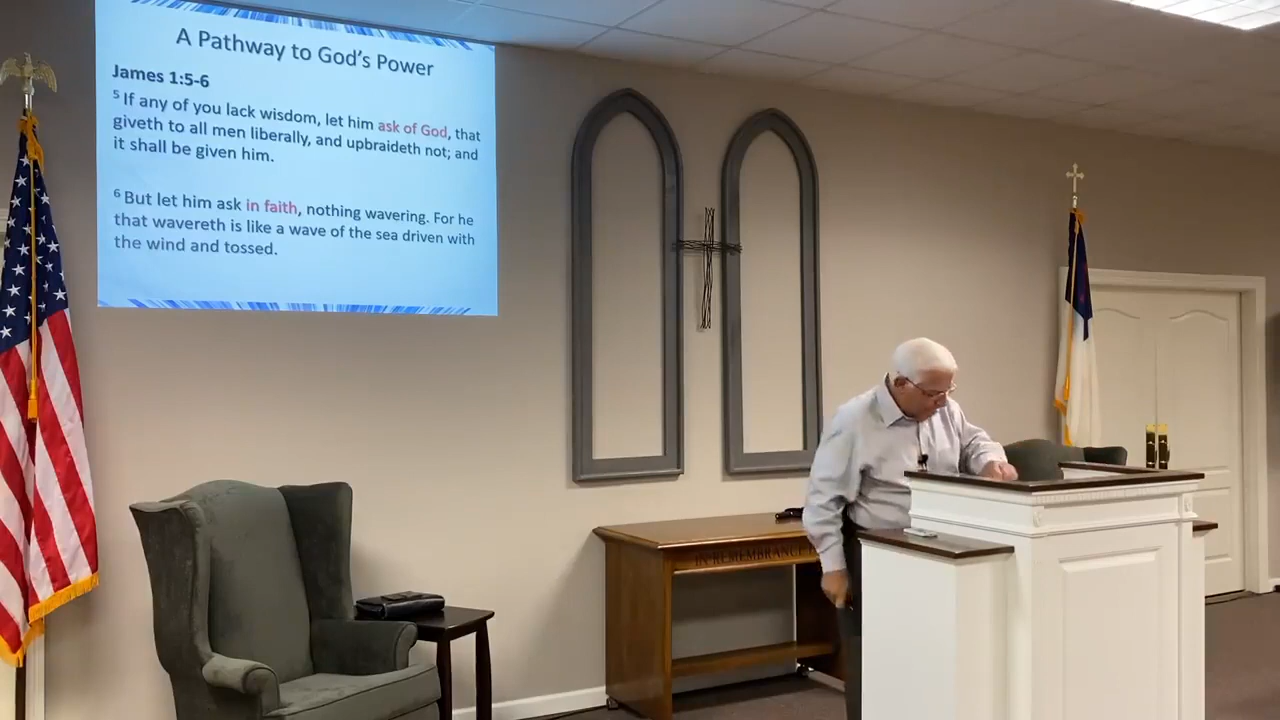 A Pathway to God's Power
James 1:5-6
5 If any of you lack wisdom, let him ask of God, that
giveth to all men liberally, and upbraideth not; and
it shall be given him.
6 But let him ask in faith, nothing wavering. For he
that wavereth is like a wave of the sea driven with
the wind and tossed.
IN REMEMBRANCE